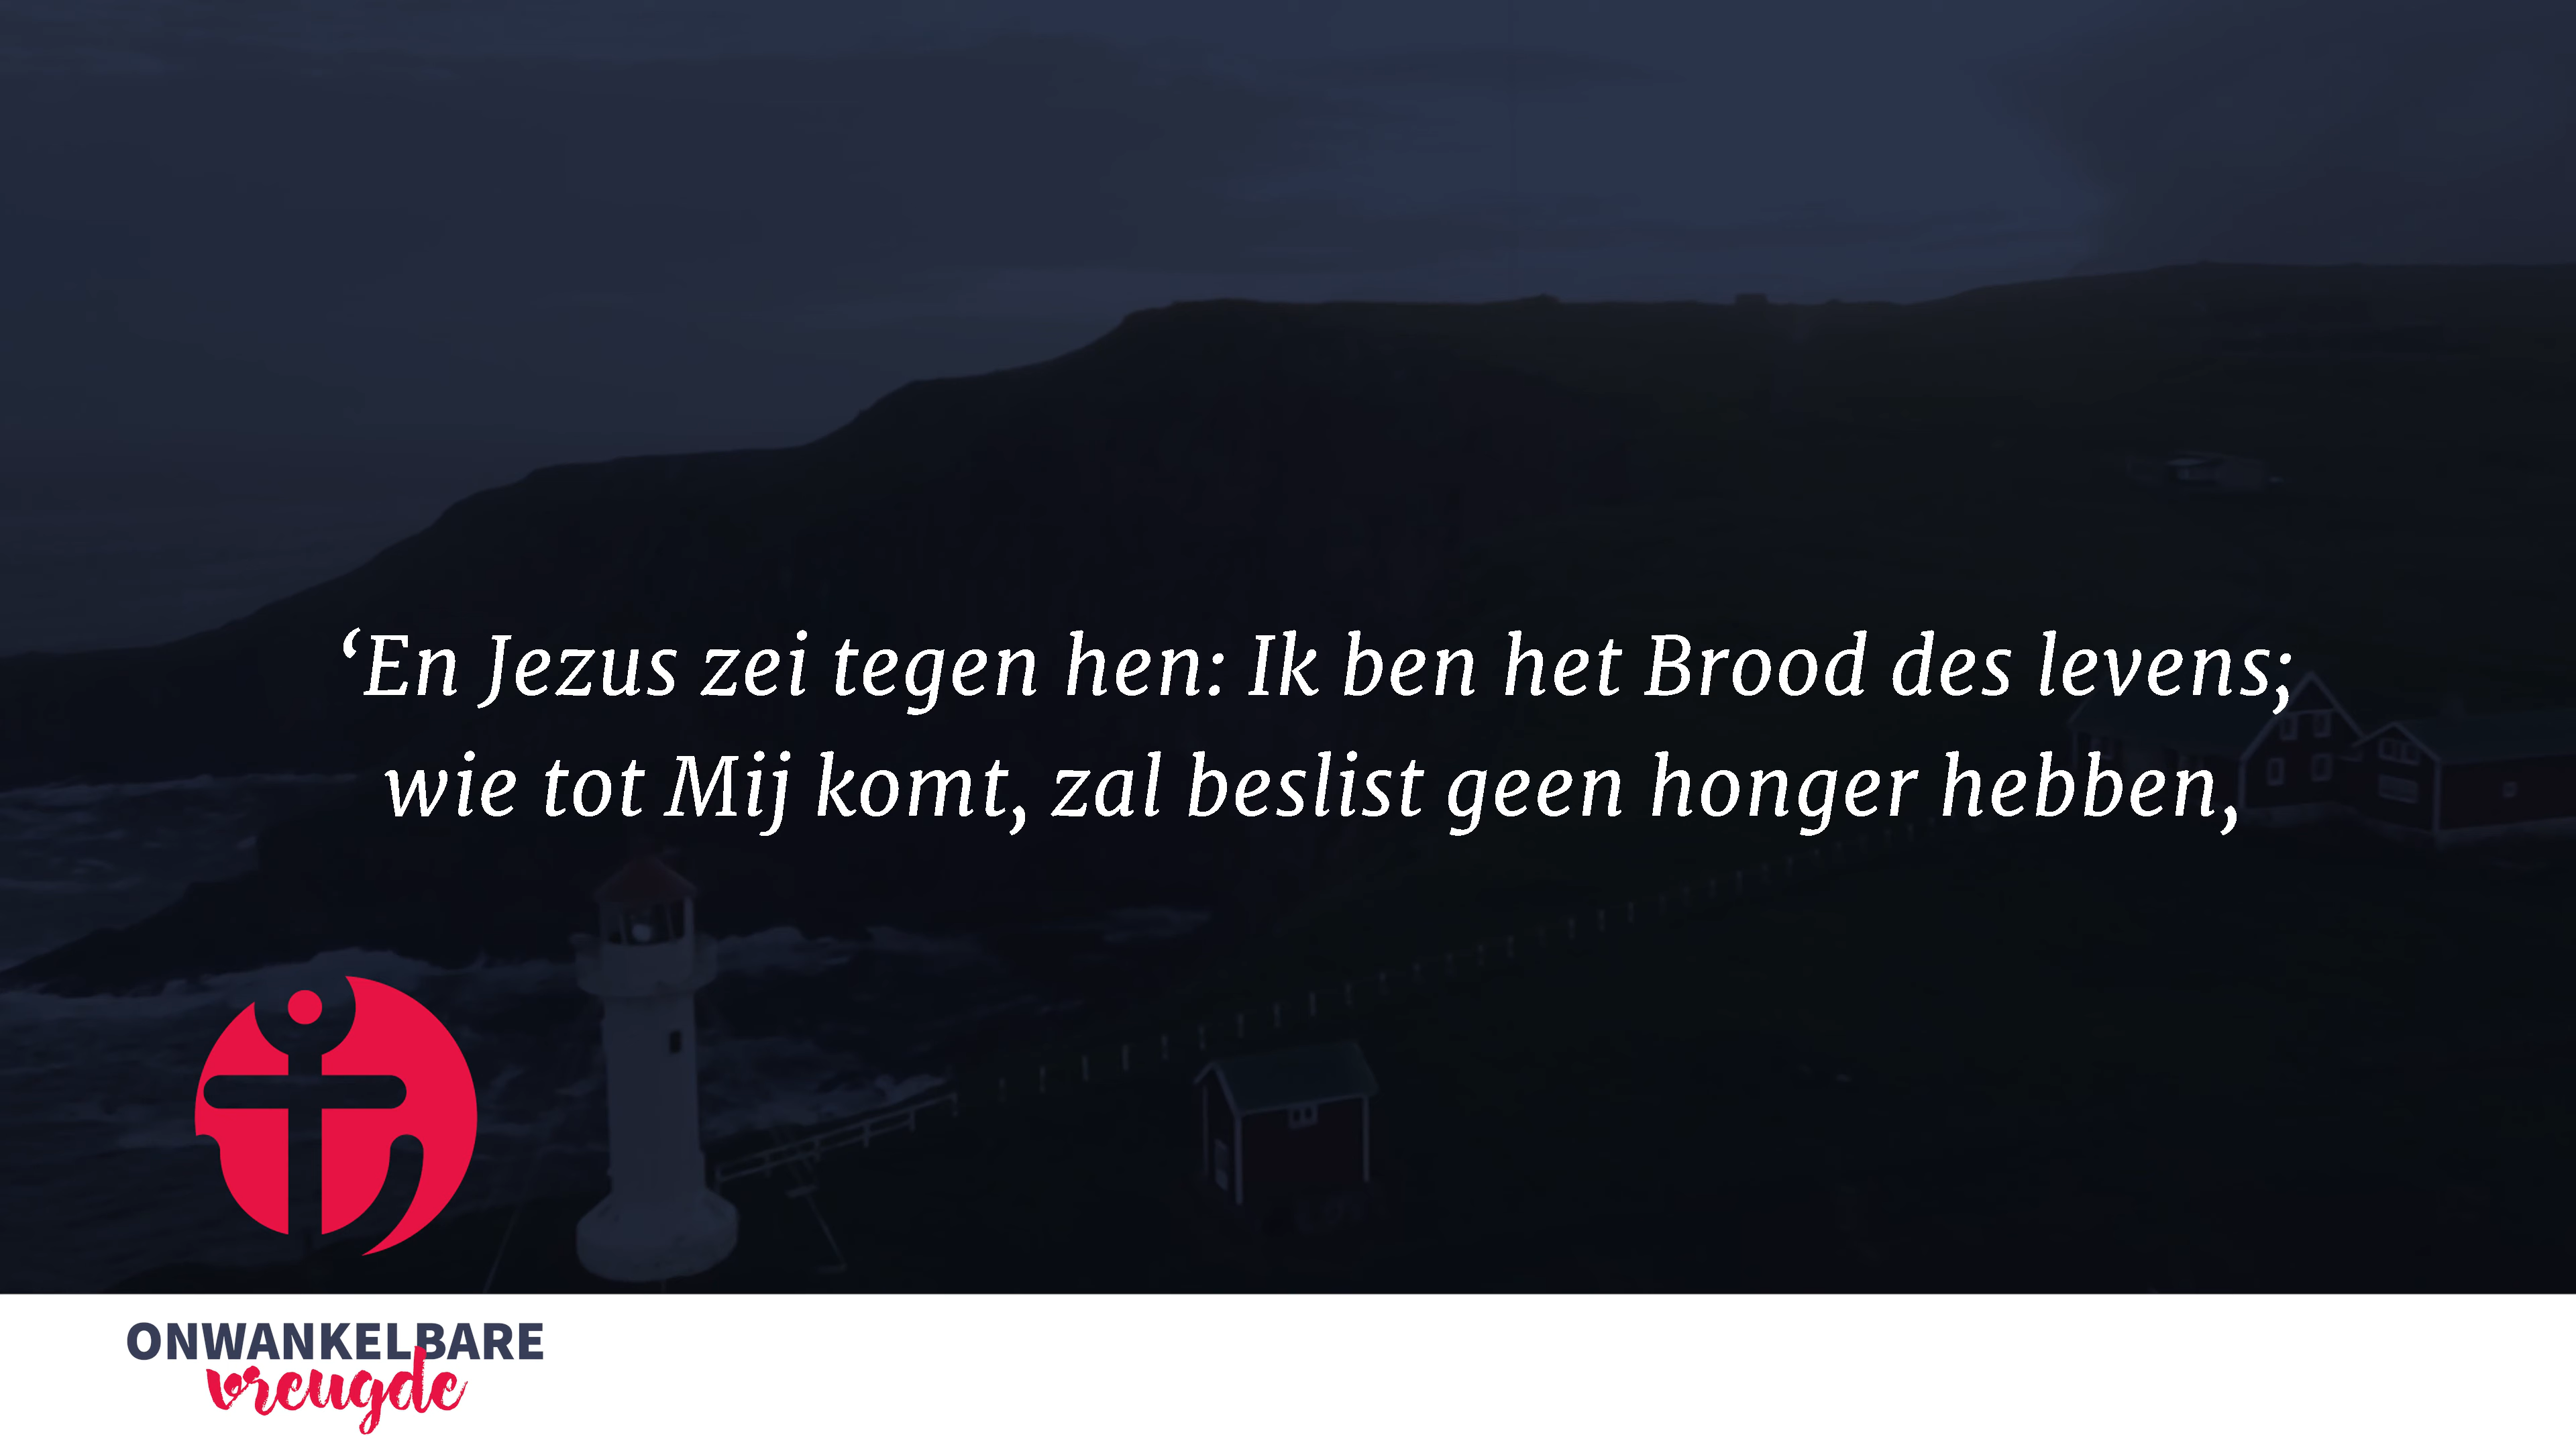 ‘En Jezus zei tegen hen: Ik ben het Brood des levens;
wie tot Mij komt, zal beslist geen honger hebben,
ONWANKELBARE
vreugde